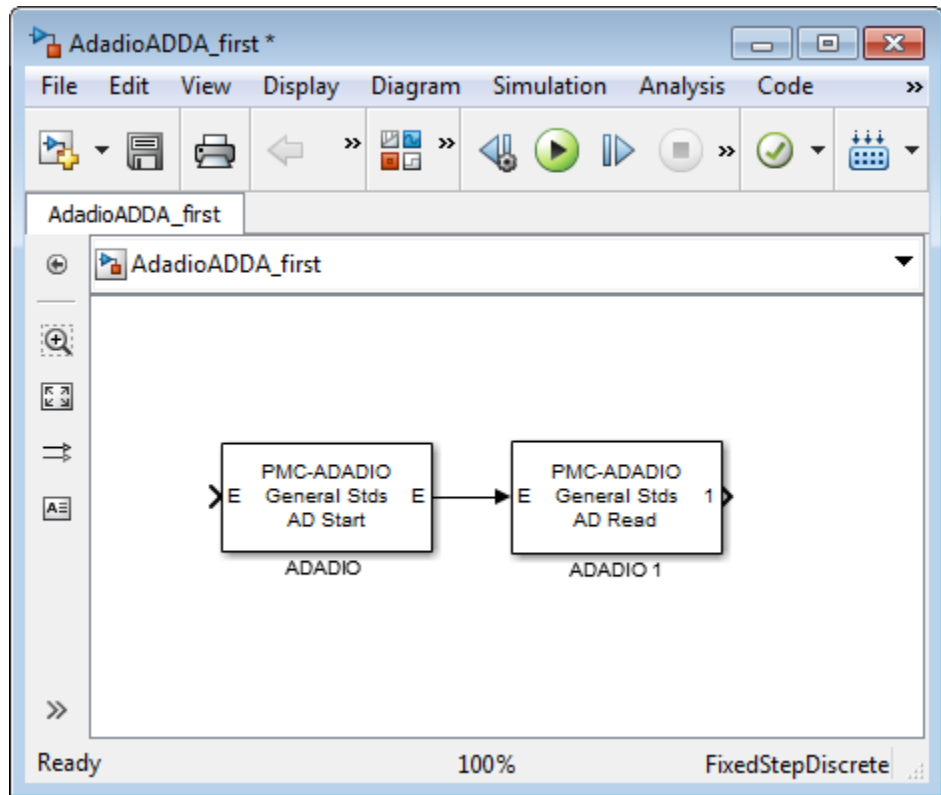 AdadioADDA_first *
File Edit View Display Diagram Simulation Analysis Code »
» »
»
AdadioADDA_first
AdadioADDA_first
PMC-ADADIO
E General Stds E
AD Start
ADADIO
PMC-ADADIO
E General Stds 1
AD Read
ADADIO 1
A
»
Ready 100% FixedStepDiscrete